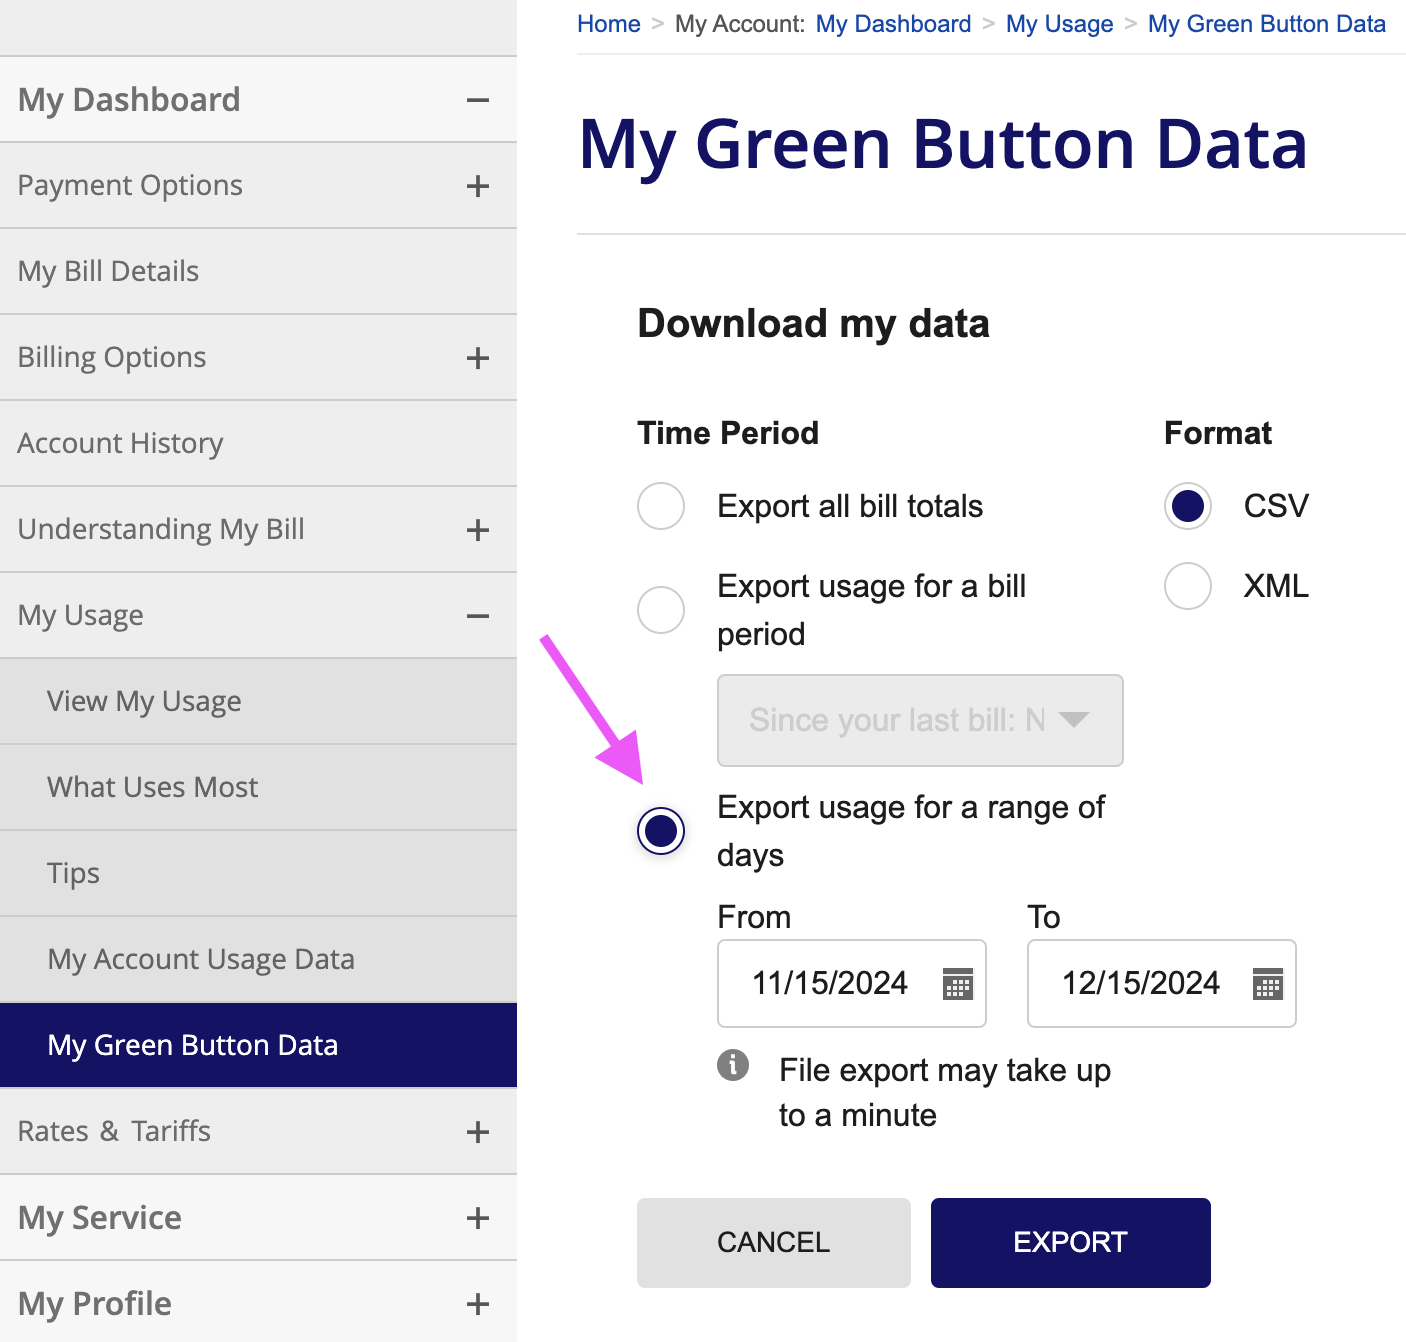 Home > My Account: My Dashboard > My Usage > My Green Button Data
My Dashboard −
Payment Options +
My Bill Details
Billing Options +
Account History
Understanding My Bill +
My Usage −
View My Usage
What Uses Most
Tips
My Account Usage Data
My Green Button Data
Rates & Tariffs +
My Service +
My Profile +
My Green Button Data
Download my data
Time Period
Export all bill totals
Export usage for a bill
period
Since your last bill: N
Export usage for a range of
days
From
To
11/15/2024
12/15/2024
File export may take up
to a minute
Format
CSV
XML
CANCEL
EXPORT